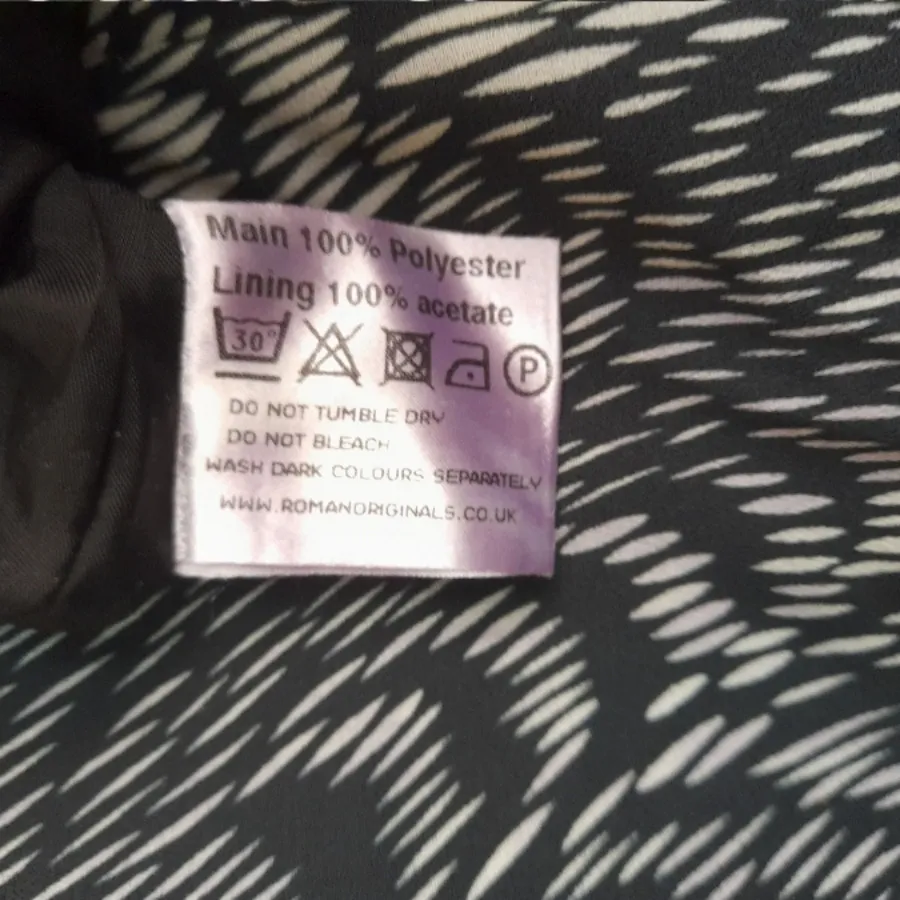 Main 100% Polyester
Lining 100% acetate
30° P
DO NOT TUMBLE DRY
DO NOT BLEACH
WASH DARK COLOURS SEPARATELY
WWW.ROMANORIGINALS.CO.UK